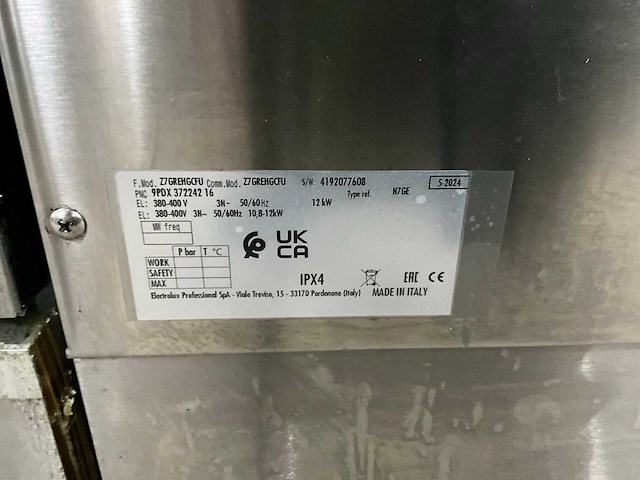 F.Mod. Z7GREHGCFU Comm.Mod. Z7GREHGCFU S/N: 4192077608 5-2024
PNC 9PDX 372242 16 Type ref. N7GE
EL: 380-400 V 3N~ 50/60Hz 12 kW
EL: 380-400V 3N~ 50/60Hz 10,8-12kW
MW freq
P bar T °C
WORK
SAFETY
MAX
UK
CA
IPX4 EAC CE
Electrolux Professional SpA - Viale Treviso, 15 - 33170 Pordenone (Italy) MADE IN ITALY